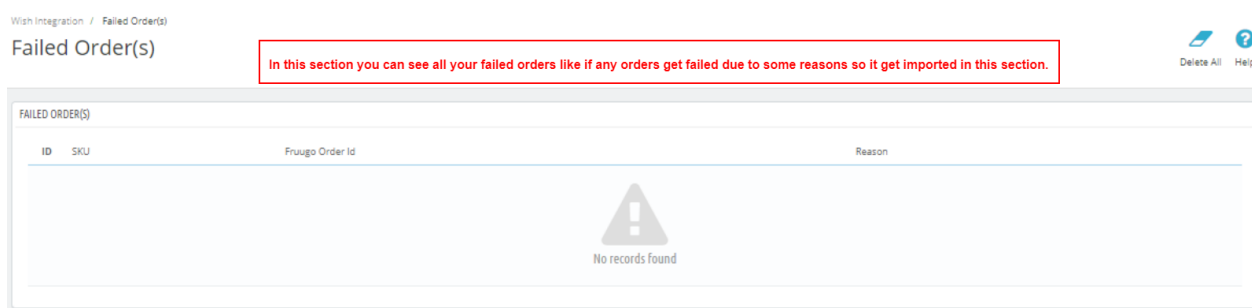 Wish Integration / Failed Order(s)
Failed Order(s)
In this section you can see all your failed orders like if any orders get failed due to some reasons so it get imported in this section.
Delete All Help
FAILED ORDER(S)
ID SKU Fruugo Order Id Reason
No records found